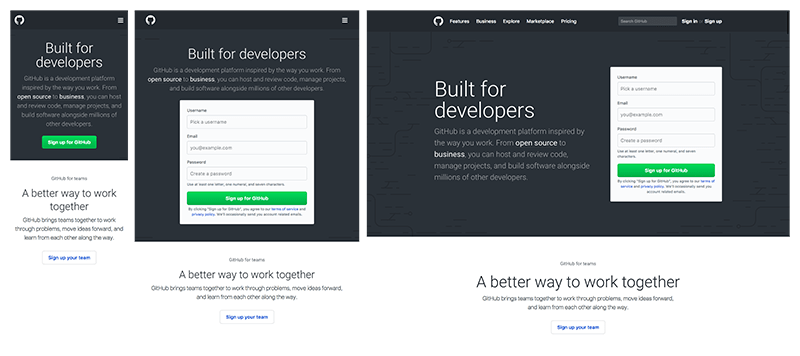 Built for
developers
GitHub is a development platform
inspired by the way you work. From
open source to business, you can host
and review code, manage projects, and
build software alongside millions of
other developers.
Sign up for GitHub
GitHub for teams
A better way to work
together
GitHub brings teams together to work
through problems, move ideas forward, and
learn from each other along the way.
Sign up your team
Built for developers
GitHub is a development platform inspired by the way you work. From
open source to business, you can host and review code, manage projects,
and build software alongside millions of other developers.
Username
Pick a username
Email
you@example.com
Password
Create a password
Use at least one letter, one numeral, and seven
characters.
Sign up for GitHub
By clicking "Sign up for GitHub", you agree to our terms of service and
privacy policy. We'll occasionally send you account related emails.
GitHub for teams
A better way to work together
GitHub brings teams together to work through problems, move ideas forward,
and learn from each other along the way.
Sign up your team
Features Business Explore Marketplace Pricing Search GitHub Sign in or Sign up
Built for
developers
GitHub is a development platform inspired by
the way you work. From open source to
business, you can host and review code,
manage projects, and build software alongside
millions of other developers.
Username
Pick a username
Email
you@example.com
Password
Create a password
Use at least one letter, one numeral, and seven
characters.
Sign up for GitHub
By clicking "Sign up for GitHub", you agree to our terms of
service and privacy policy. We'll occasionally send you
account related emails.
GitHub for teams
A better way to work together
GitHub brings teams together to work through problems, move ideas forward,
and learn from each other along the way.
Sign up your team